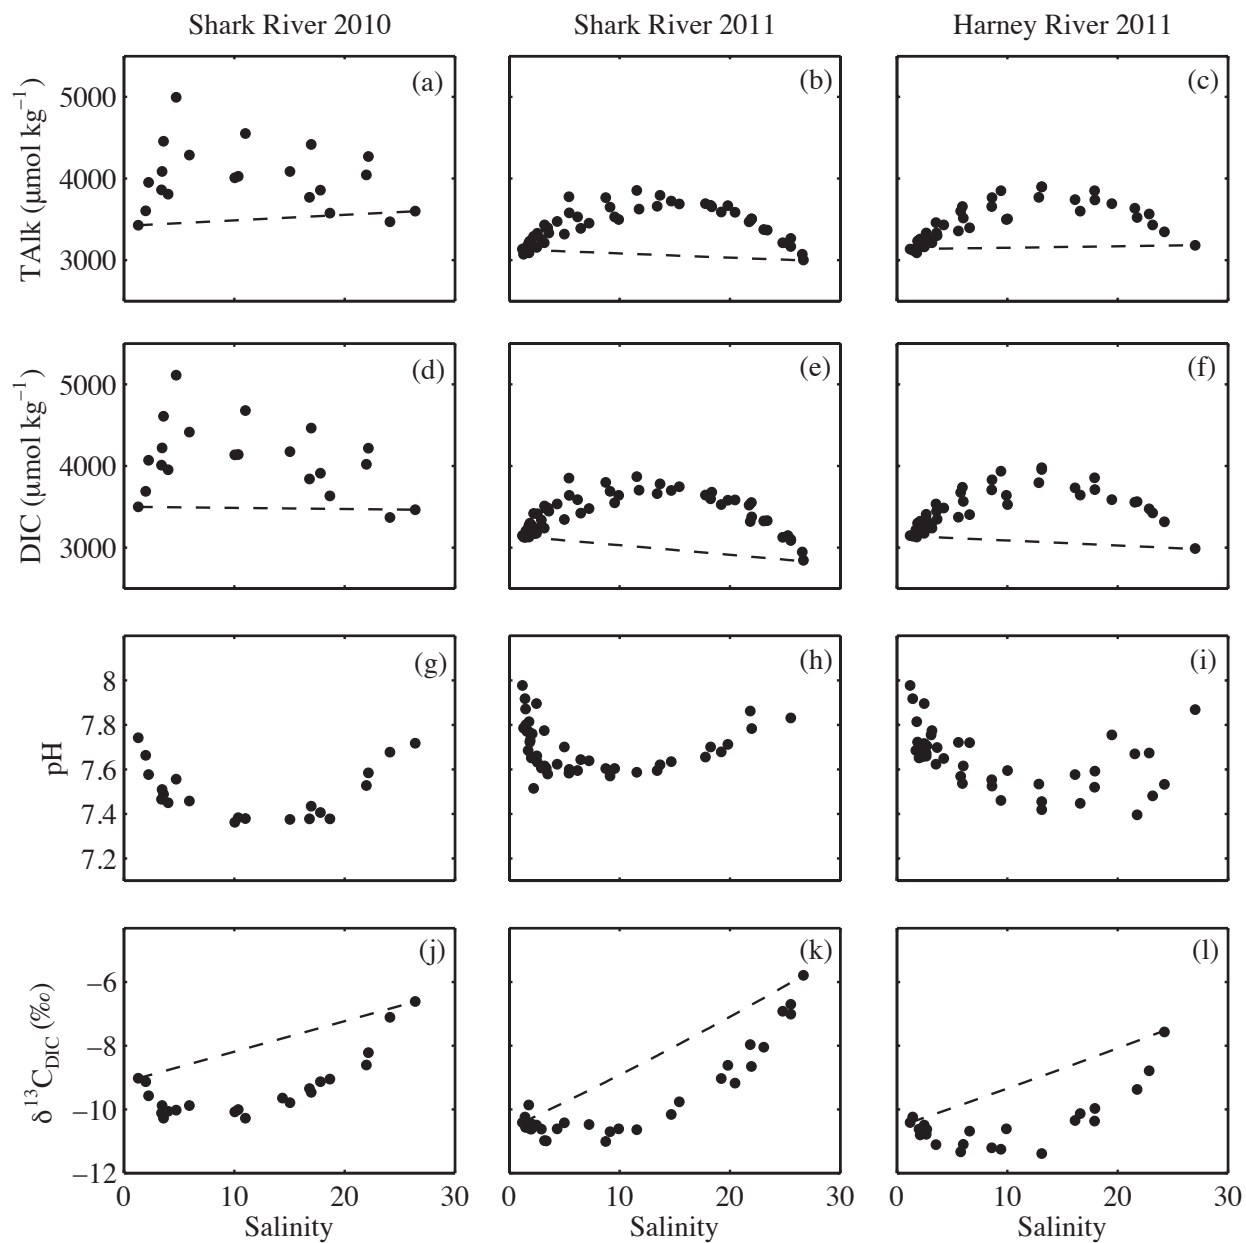 Shark River 2010 Shark River 2011 Harney River 2011
(a) (b) (c)
TAlk (μmol kg⁻¹)
5000
4000
3000
(d) (e) (f)
DIC (μmol kg⁻¹)
5000
4000
3000
(g) (h) (i)
pH
8
7.8
7.6
7.4
7.2
(j) (k) (l)
δ¹³C_DIC (‰)
−6
−8
−10
−12
0 10 20 30 0 10 20 30 0 10 20 30
Salinity Salinity Salinity